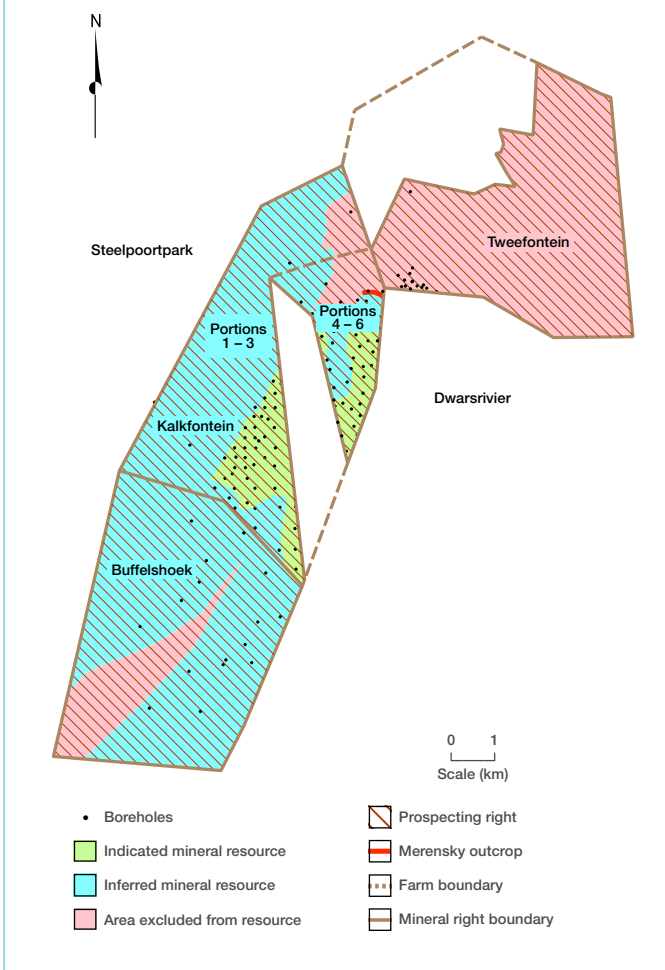 N
Steelpoortpark
Tweefontein
Portions
1 – 3
Portions
4 – 6
Dwarsrivier
Kalkfontein
Buffelshoek
0 1
Scale (km)
Boreholes
Indicated mineral resource
Inferred mineral resource
Area excluded from resource
Prospecting right
Merensky outcrop
Farm boundary
Mineral right boundary